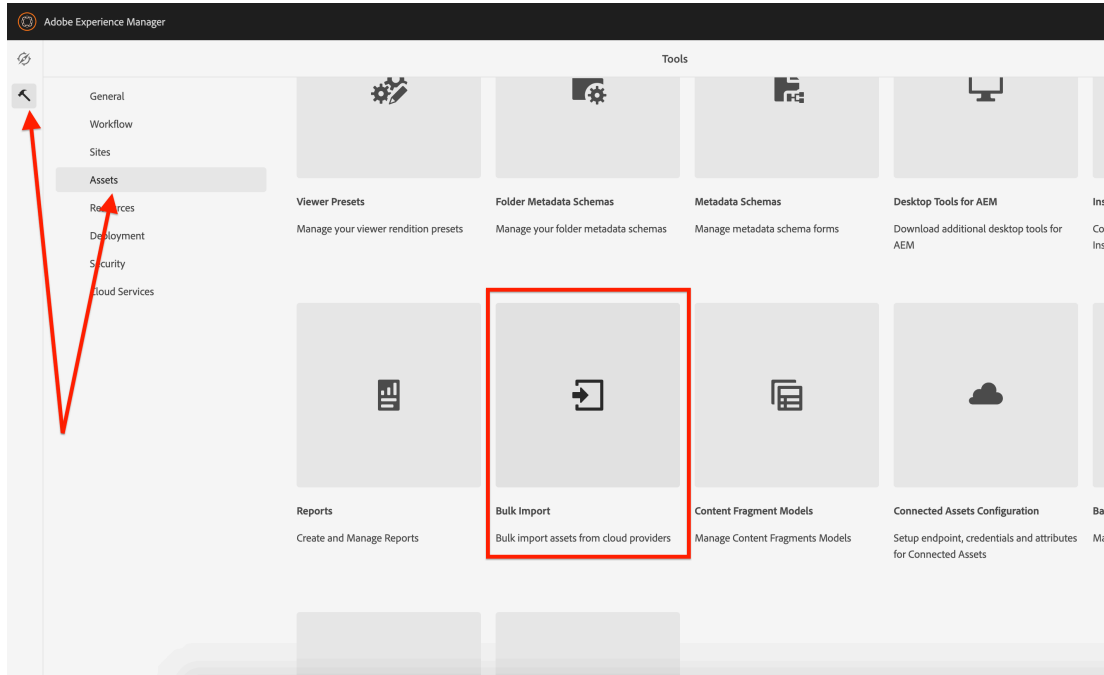 Adobe Experience Manager
Tools
General
Workflow
Sites
Assets
Resources
Deployment
Security
Cloud Services
Viewer Presets
Manage your viewer rendition presets
Folder Metadata Schemas
Manage your folder metadata schemas
Metadata Schemas
Manage metadata schema forms
Desktop Tools for AEM
Download additional desktop tools for
AEM
Reports
Create and Manage Reports
Bulk Import
Bulk import assets from cloud providers
Content Fragment Models
Manage Content Fragments Models
Connected Assets Configuration
Setup endpoint, credentials and attributes
for Connected Assets